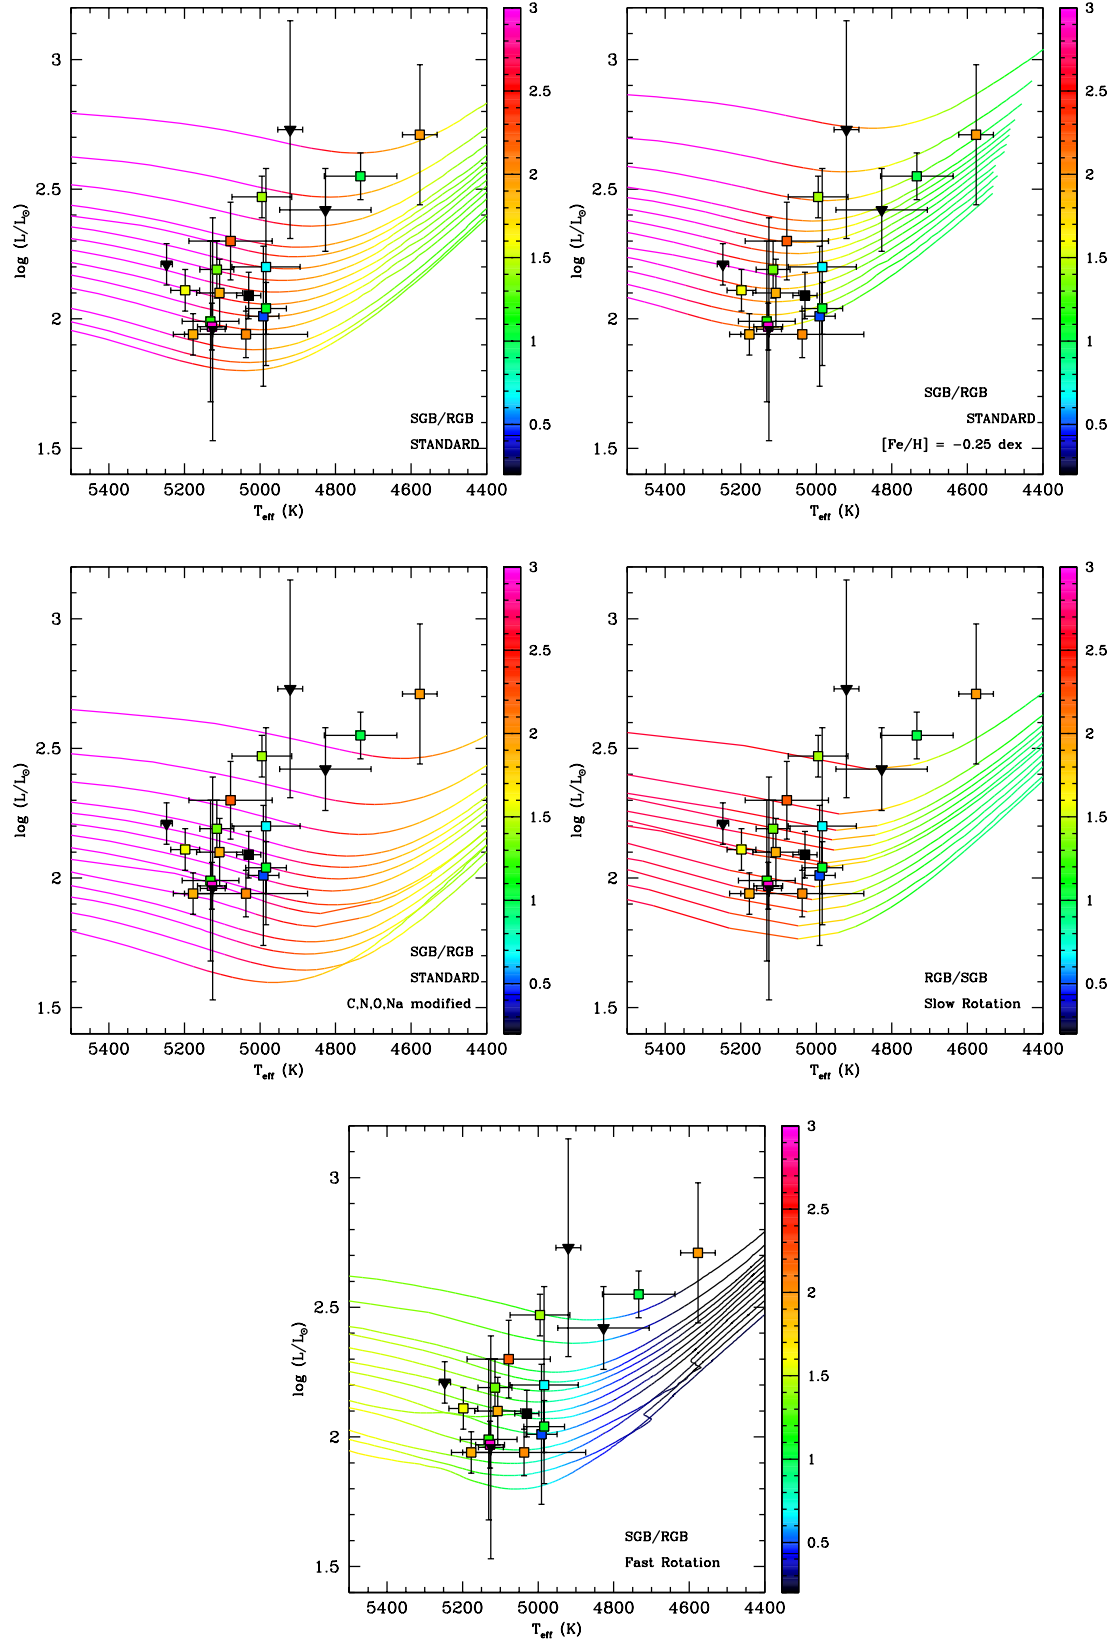 3
2.5
2
1.5
log (L/L⊙)
5400 5200 5000 4800 4600 4400
Teff (K)
SGB/RGB
STANDARD
3
2.5
2
1.5
1
0.5
3
2.5
2
1.5
log (L/L⊙)
5400 5200 5000 4800 4600 4400
Teff (K)
SGB/RGB
STANDARD
[Fe/H] = −0.25 dex
3
2.5
2
1.5
1
0.5
3
2.5
2
1.5
log (L/L⊙)
5400 5200 5000 4800 4600 4400
Teff (K)
SGB/RGB
STANDARD
C,N,O,Na modified
3
2.5
2
1.5
1
0.5
3
2.5
2
1.5
log (L/L⊙)
5400 5200 5000 4800 4600 4400
Teff (K)
RGB/SGB
Slow Rotation
3
2.5
2
1.5
1
0.5
3
2.5
2
1.5
log (L/L⊙)
5400 5200 5000 4800 4600 4400
Teff (K)
SGB/RGB
Fast Rotation
3
2.5
2
1.5
1
0.5